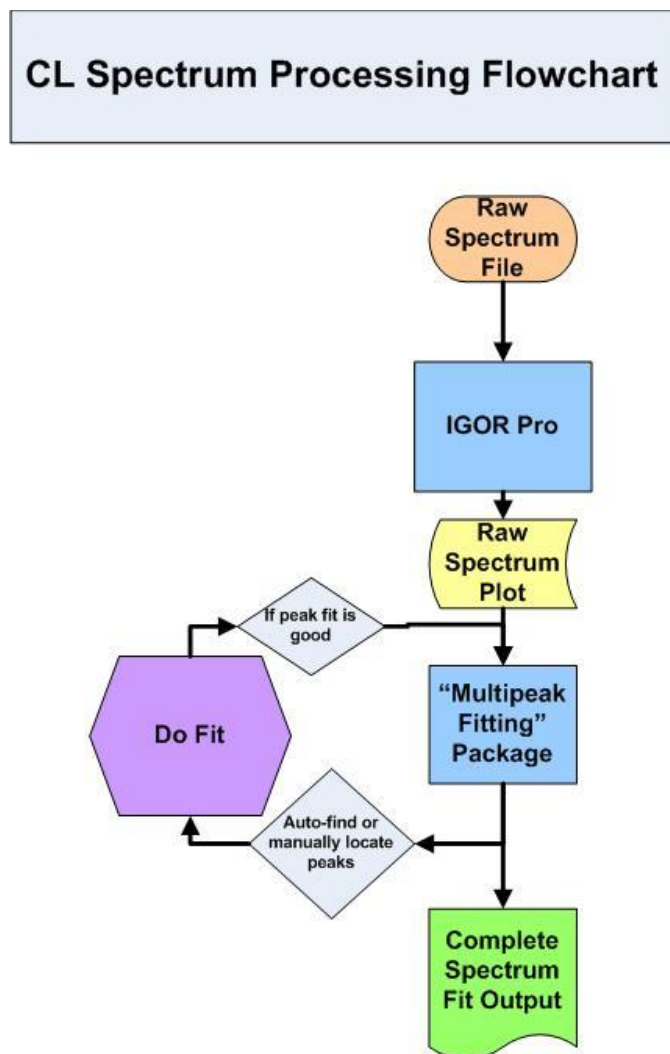 CL Spectrum Processing Flowchart
Raw
Spectrum
File
IGOR Pro
Raw
Spectrum
Plot
If peak fit is
good
“Multipeak
Fitting”
Package
Do Fit
Auto-find or
manually locate
peaks
Complete
Spectrum
Fit Output